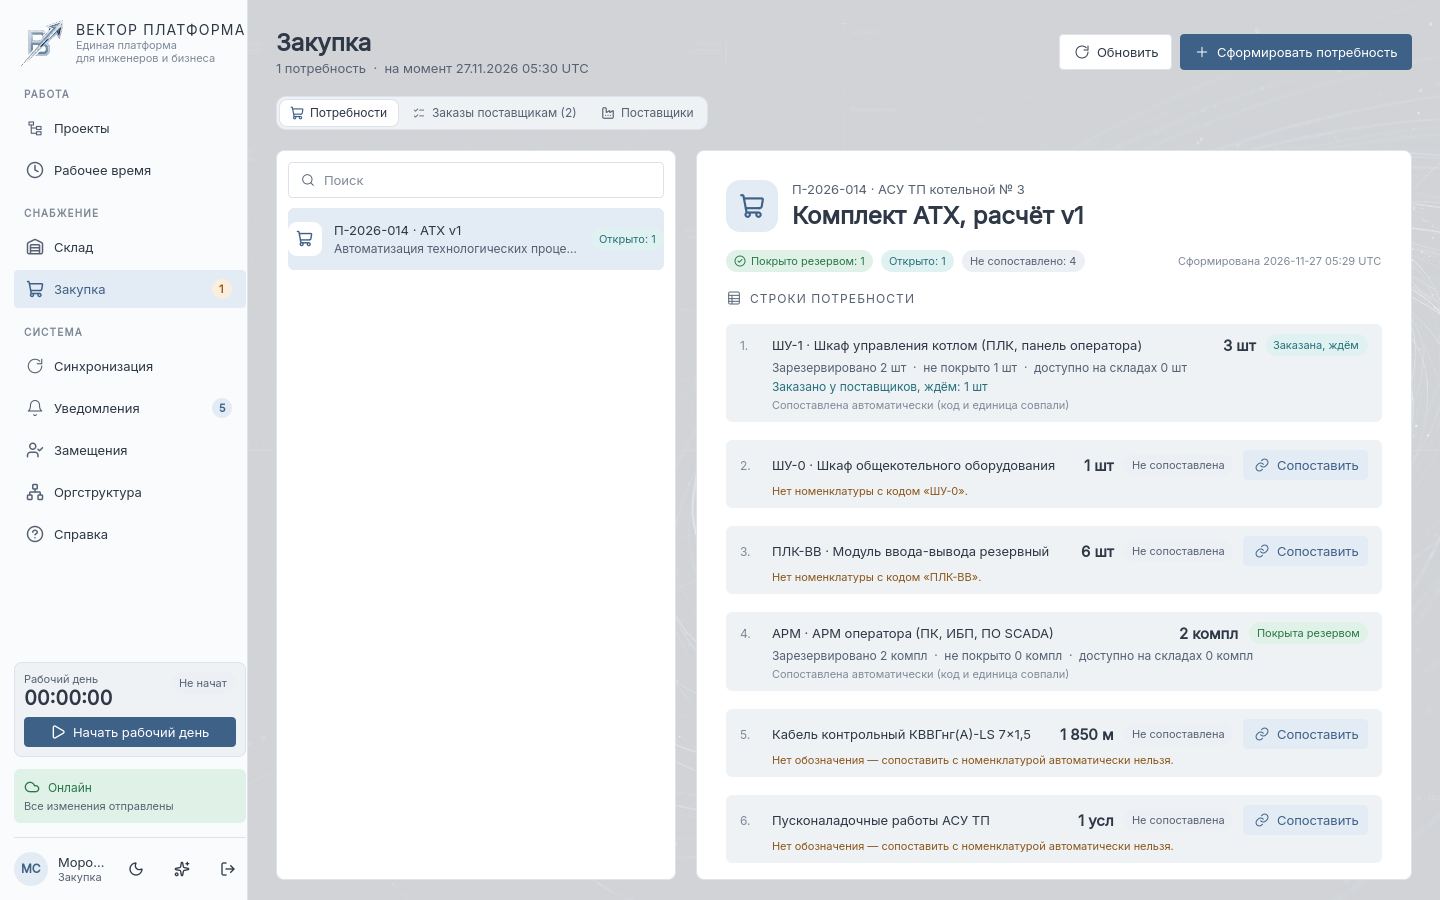 ВЕКТОР ПЛАТФОРМА
Единая платформа
для инженеров и бизнеса
РАБОТА
Проекты
Рабочее время
СНАБЖЕНИЕ
Склад
Закупка 1
СИСТЕМА
Синхронизация
Уведомления 5
Замещения
Оргструктура
Справка
Рабочий день
Не начат
00:00:00
Начать рабочий день
Онлайн
Все изменения отправлены
МС
Моро...
Закупка
Закупка
1 потребность · на момент 27.11.2026 05:30 UTC
Обновить
Сформировать потребность
Потребности
Заказы поставщикам (2)
Поставщики
Поиск
П-2026-014 · АТХ v1
Автоматизация технологических проце...
Открыто: 1
П-2026-014 · АСУ ТП котельной № 3
Комплект АТХ, расчёт v1
Покрыто резервом: 1
Открыто: 1
Не сопоставлено: 4
Сформирована 2026-11-27 05:29 UTC
СТРОКИ ПОТРЕБНОСТИ
1. ШУ-1 · Шкаф управления котлом (ПЛК, панель оператора) 3 шт Заказана, ждём
Зарезервировано 2 шт · не покрыто 1 шт · доступно на складах 0 шт
Заказано у поставщиков, ждём: 1 шт
Сопоставлена автоматически (код и единица совпали)
2. ШУ-0 · Шкаф общекотельного оборудования 1 шт Не сопоставлена Сопоставить
Нет номенклатуры с кодом «ШУ-0».
3. ПЛК-ВВ · Модуль ввода-вывода резервный 6 шт Не сопоставлена Сопоставить
Нет номенклатуры с кодом «ПЛК-ВВ».
4. АРМ · АРМ оператора (ПК, ИБП, ПО SCADA) 2 компл Покрыта резервом
Зарезервировано 2 компл · не покрыто 0 компл · доступно на складах 0 компл
Сопоставлена автоматически (код и единица совпали)
5. Кабель контрольный КВВГнг(А)-LS 7×1,5 1 850 м Не сопоставлена Сопоставить
Нет обозначения — сопоставить с номенклатурой автоматически нельзя.
6. Пусконаладочные работы АСУ ТП 1 усл Не сопоставлена Сопоставить
Нет обозначения — сопоставить с номенклатурой автоматически нельзя.